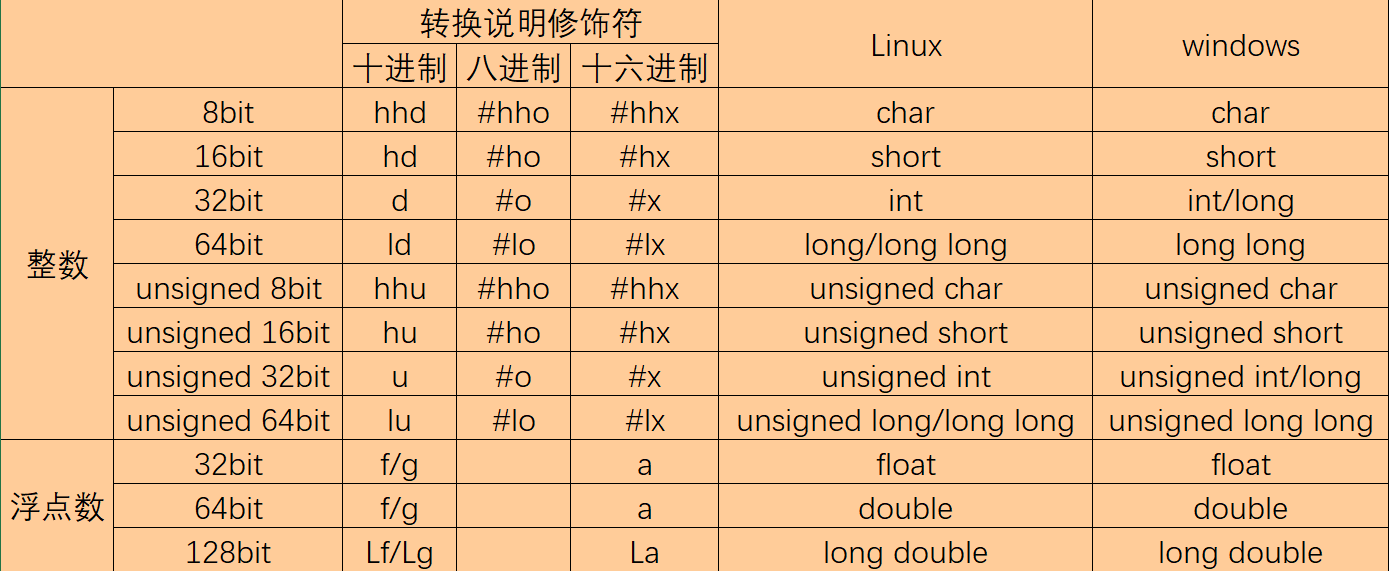 转换说明修饰符 Linux windows
十进制 八进制 十六进制
整数 8bit hhd #hho #hhx char char
16bit hd #ho #hx short short
32bit d #o #x int int/long
64bit ld #lo #lx long/long long long long
unsigned 8bit hhu #hho #hhx unsigned char unsigned char
unsigned 16bit hu #ho #hx unsigned short unsigned short
unsigned 32bit u #o #x unsigned int unsigned int/long
unsigned 64bit lu #lo #lx unsigned long/long long unsigned long long
浮点数 32bit f/g a float float
64bit f/g a double double
128bit Lf/Lg La long double long double